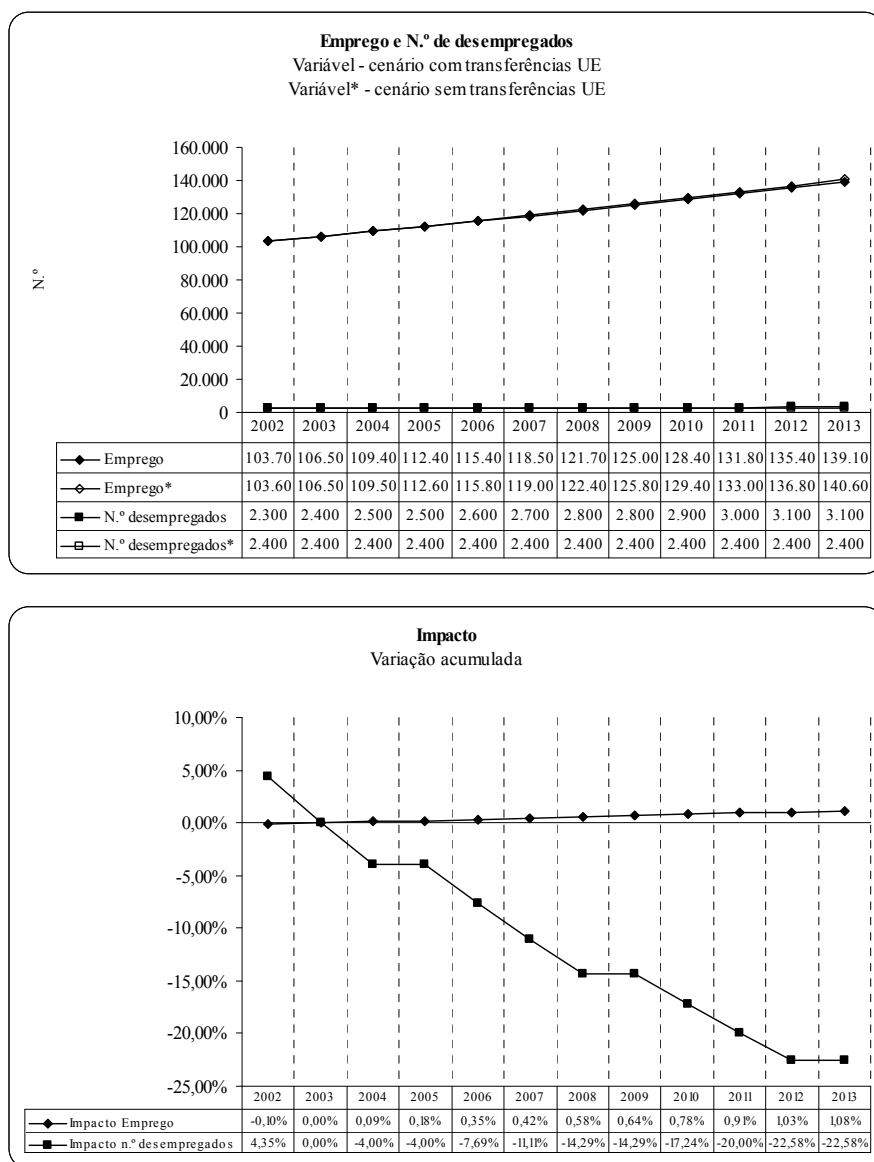 Emprego e N.º de desempregados
Variável - cenário com transferências UE
Variável* - cenário sem transferências UE
N.º
160.000
140.000
120.000
100.000
80.000
60.000
40.000
20.000
0
2002 2003 2004 2005 2006 2007 2008 2009 2010 2011 2012 2013
Emprego 103.70 106.50 109.40 112.40 115.40 118.50 121.70 125.00 128.40 131.80 135.40 139.10
Emprego* 103.60 106.50 109.50 112.60 115.80 119.00 122.40 125.80 129.40 133.00 136.80 140.60
N.º desempregados 2.300 2.400 2.500 2.500 2.600 2.700 2.800 2.800 2.900 3.000 3.100 3.100
N.º desempregados* 2.400 2.400 2.400 2.400 2.400 2.400 2.400 2.400 2.400 2.400 2.400 2.400
Impacto
Variação acumulada
10,00%
5,00%
0,00%
-5,00%
-10,00%
-15,00%
-20,00%
-25,00%
2002 2003 2004 2005 2006 2007 2008 2009 2010 2011 2012 2013
Impacto Emprego -0,10% 0,00% 0,09% 0,18% 0,35% 0,42% 0,58% 0,64% 0,78% 0,91% 1,03% 1,08%
Impacto n.º desempregados 4,35% 0,00% -4,00% -4,00% -7,69% -11,11% -14,29% -14,29% -17,24% -20,00% -22,58% -22,58%